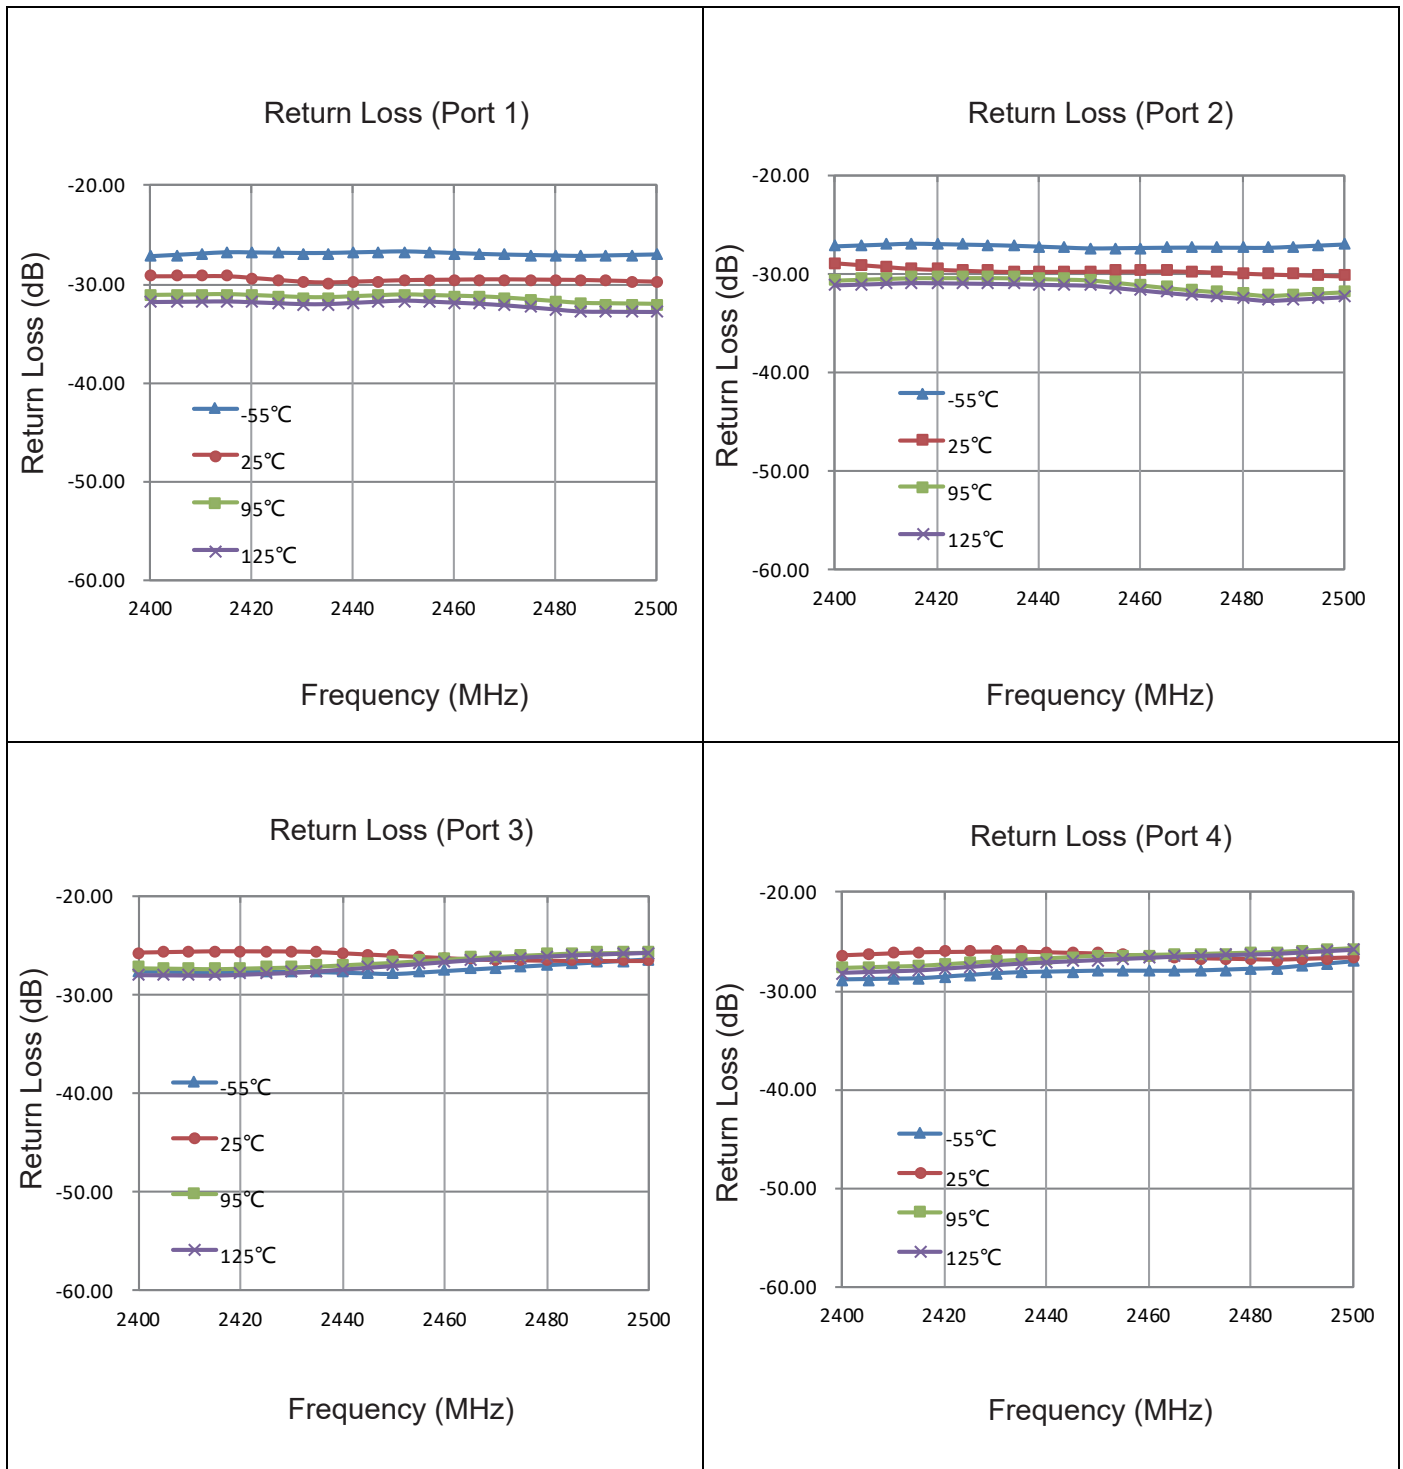 Return Loss (Port 1)
Return Loss (dB)
-20.00
-30.00
-40.00
-50.00
-60.00
-55℃
25℃
95℃
125℃
2400 2420 2440 2460 2480 2500
Frequency (MHz)
Return Loss (Port 2)
Return Loss (dB)
-20.00
-30.00
-40.00
-50.00
-60.00
-55℃
25℃
95℃
125℃
2400 2420 2440 2460 2480 2500
Frequency (MHz)
Return Loss (Port 3)
Return Loss (dB)
-20.00
-30.00
-40.00
-50.00
-60.00
-55℃
25℃
95℃
125℃
2400 2420 2440 2460 2480 2500
Frequency (MHz)
Return Loss (Port 4)
Return Loss (dB)
-20.00
-30.00
-40.00
-50.00
-60.00
-55℃
25℃
95℃
125℃
2400 2420 2440 2460 2480 2500
Frequency (MHz)